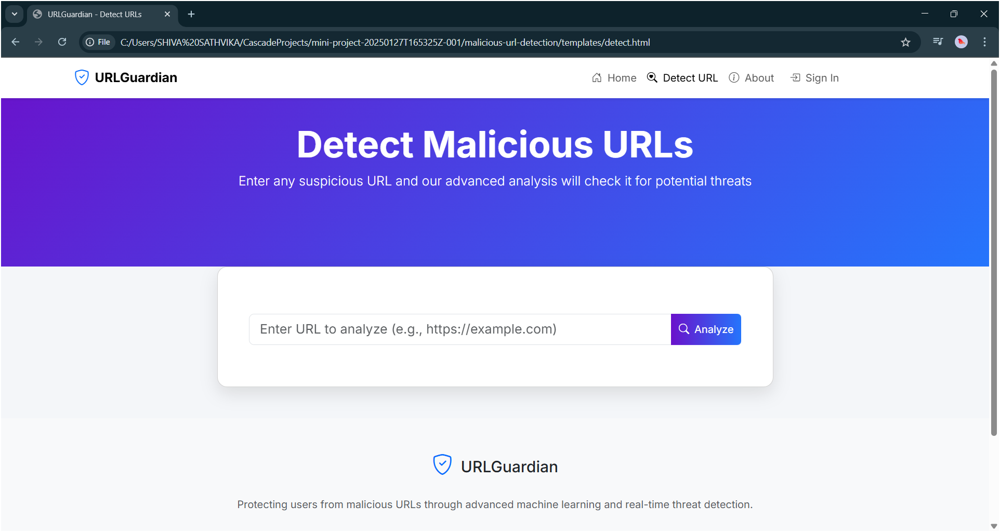 URLGuardian - Detect URLs
File C:/Users/SHIVA%20SATHVIKA/CascadeProjects/mini-project-20250127T165325Z-001/malicious-url-detection/templates/detect.html
URLGuardian Home Detect URL About Sign In
Detect Malicious URLs
Enter any suspicious URL and our advanced analysis will check it for potential threats
Enter URL to analyze (e.g., https://example.com) Analyze
URLGuardian
Protecting users from malicious URLs through advanced machine learning and real-time threat detection.